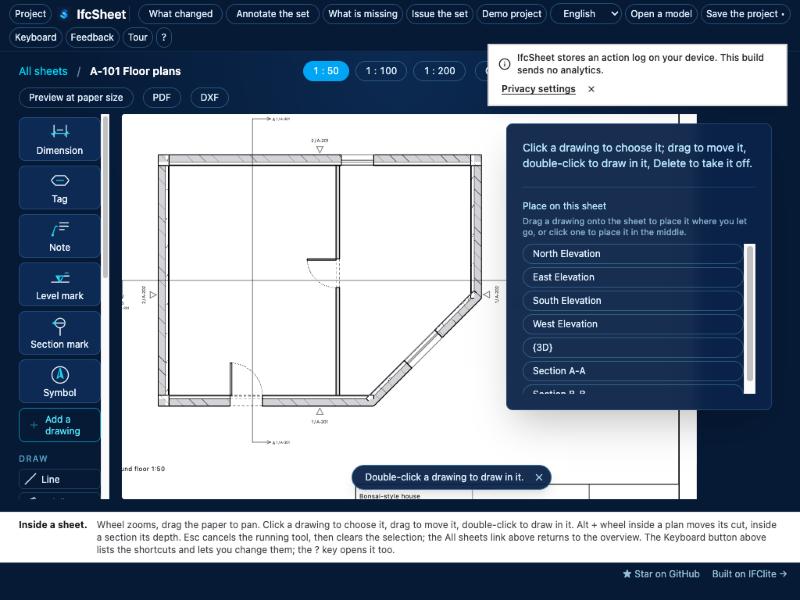 Project
IfcSheet
What changed
Annotate the set
What is missing
Issue the set
Demo project
English
Open a model
Save the project
Keyboard
Feedback
Tour
?
IfcSheet stores an action log on your device. This build
sends no analytics.
Privacy settings ×
All sheets / A-101 Floor plans
1 : 50
1 : 100
1 : 200
Preview at paper size
PDF
DXF
Dimension
Tag
Note
Level mark
Section mark
Symbol
+ Add a
drawing
DRAW
Line
Click a drawing to choose it; drag to move it,
double-click to draw in it, Delete to take it off.
Place on this sheet
Drag a drawing onto the sheet to place it where you let
go, or click one to place it in the middle.
North Elevation
East Elevation
South Elevation
West Elevation
{3D}
Section A-A
Section B-B
und floor 1:50
Double-click a drawing to draw in it. ×
Bonsai-style house
Inside a sheet. Wheel zooms, drag the paper to pan. Click a drawing to choose it, drag to move it, double-click to draw in it. Alt + wheel inside a plan moves its cut, inside
a section its depth. Esc cancels the running tool, then clears the selection; the All sheets link above returns to the overview. The Keyboard button above
lists the shortcuts and lets you change them; the ? key opens it too.
★ Star on GitHub
Built on IFClite →